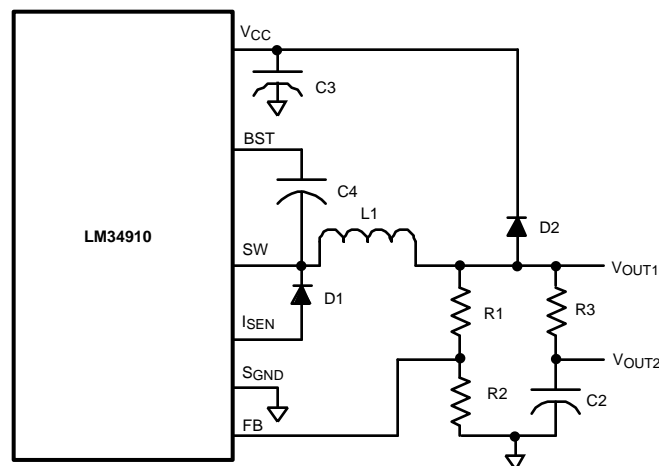 VCC
C3
BST
C4
L1
D2
LM34910
SW
VOUT1
D1
R1
R3
ISEN
VOUT2
SGND
R2
C2
FB